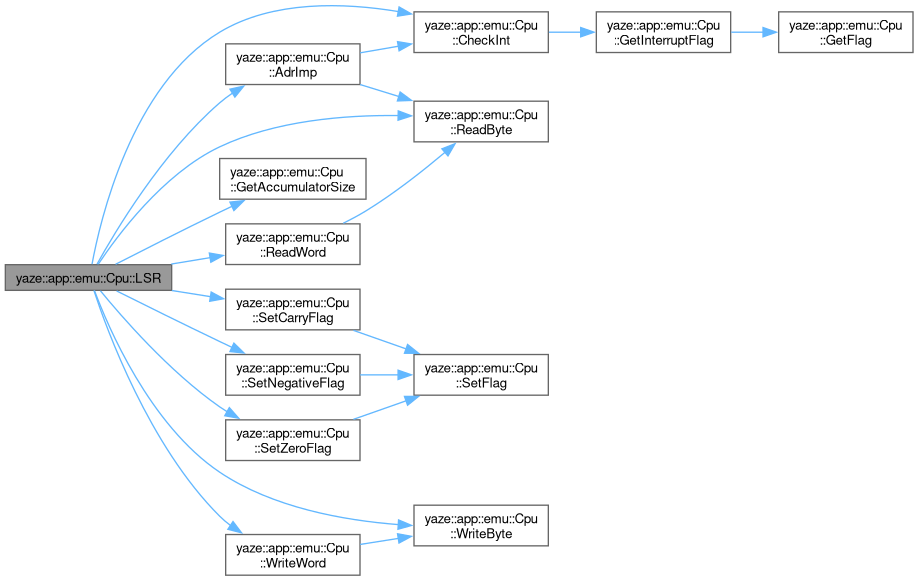 yaze::app::emu::Cpu::LSR
yaze::app::emu::Cpu
::AdrImp
yaze::app::emu::Cpu
::GetAccumulatorSize
yaze::app::emu::Cpu
::ReadWord
yaze::app::emu::Cpu
::SetCarryFlag
yaze::app::emu::Cpu
::SetNegativeFlag
yaze::app::emu::Cpu
::SetZeroFlag
yaze::app::emu::Cpu
::WriteWord
yaze::app::emu::Cpu
::CheckInt
yaze::app::emu::Cpu
::ReadByte
yaze::app::emu::Cpu
::SetFlag
yaze::app::emu::Cpu
::WriteByte
yaze::app::emu::Cpu
::GetInterruptFlag
yaze::app::emu::Cpu
::GetFlag